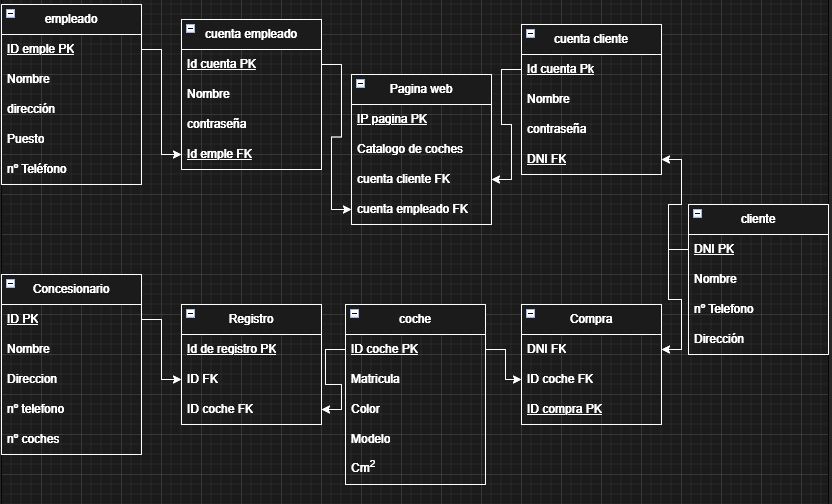 empleado
ID emple PK
Nombre
dirección
Puesto
nº Teléfono
cuenta empleado
Id cuenta PK
Nombre
contraseña
Id emple FK
Pagina web
IP pagina PK
Catalogo de coches
cuenta cliente FK
cuenta empleado FK
cuenta cliente
Id cuenta Pk
Nombre
contraseña
DNI FK
cliente
DNI PK
Nombre
nº Telefono
Dirección
Concesionario
ID PK
Nombre
Direccion
nº telefono
nº coches
Registro
Id de registro PK
ID FK
ID coche FK
coche
ID coche PK
Matricula
Color
Modelo
Cm²
Compra
DNI FK
ID coche FK
ID compra PK